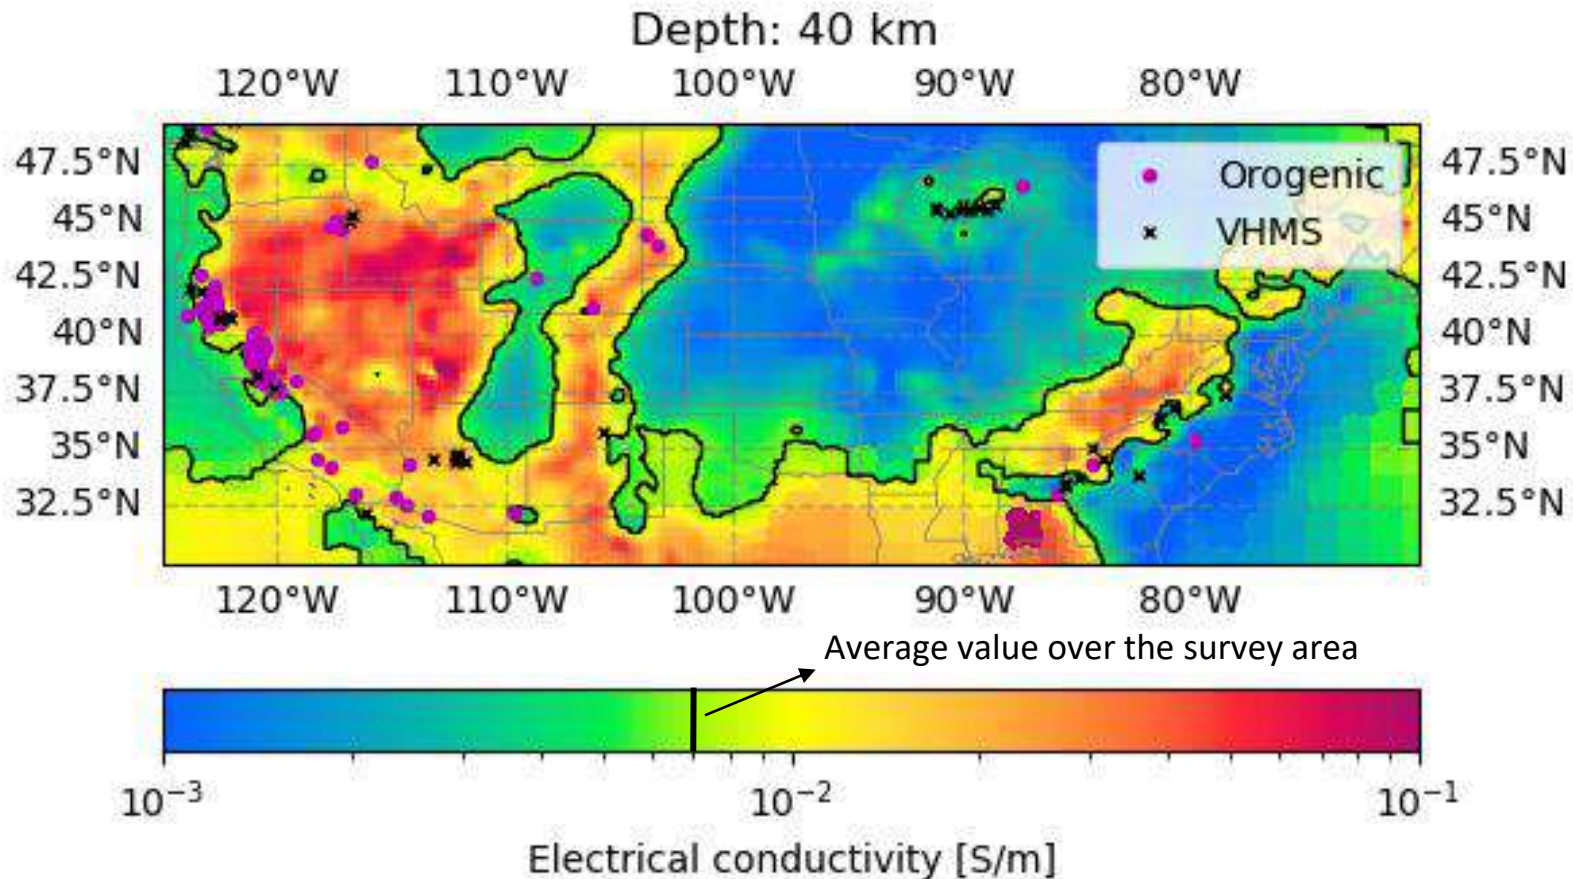 Depth: 40 km
120°W 110°W 100°W 90°W 80°W
47.5°N 47.5°N
Orogenic
45°N 45°N
VHMS
42.5°N 42.5°N
40°N 40°N
37.5°N 37.5°N
35°N 35°N
32.5°N 32.5°N
120°W 110°W 100°W 90°W 80°W
Average value over the survey area
10⁻³ 10⁻² 10⁻¹
Electrical conductivity [S/m]